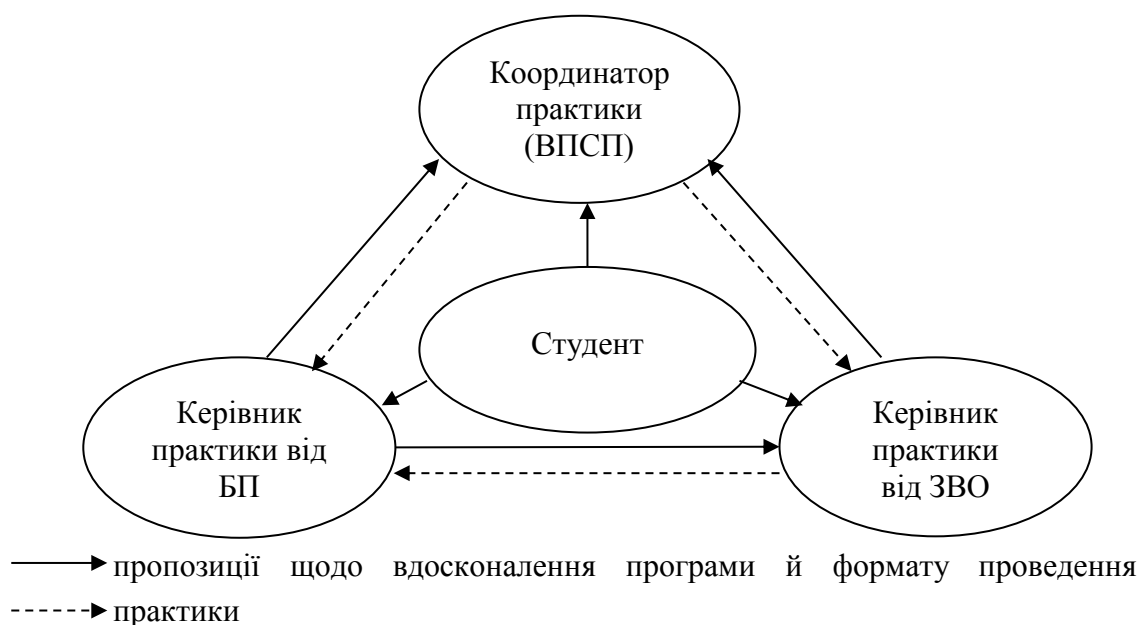 Координатор
практики
(ВПСП)
Студент
Керівник
практики від
БП
Керівник
практики
від ЗВО
пропозиції щодо вдосконалення програми й формату проведення
практики